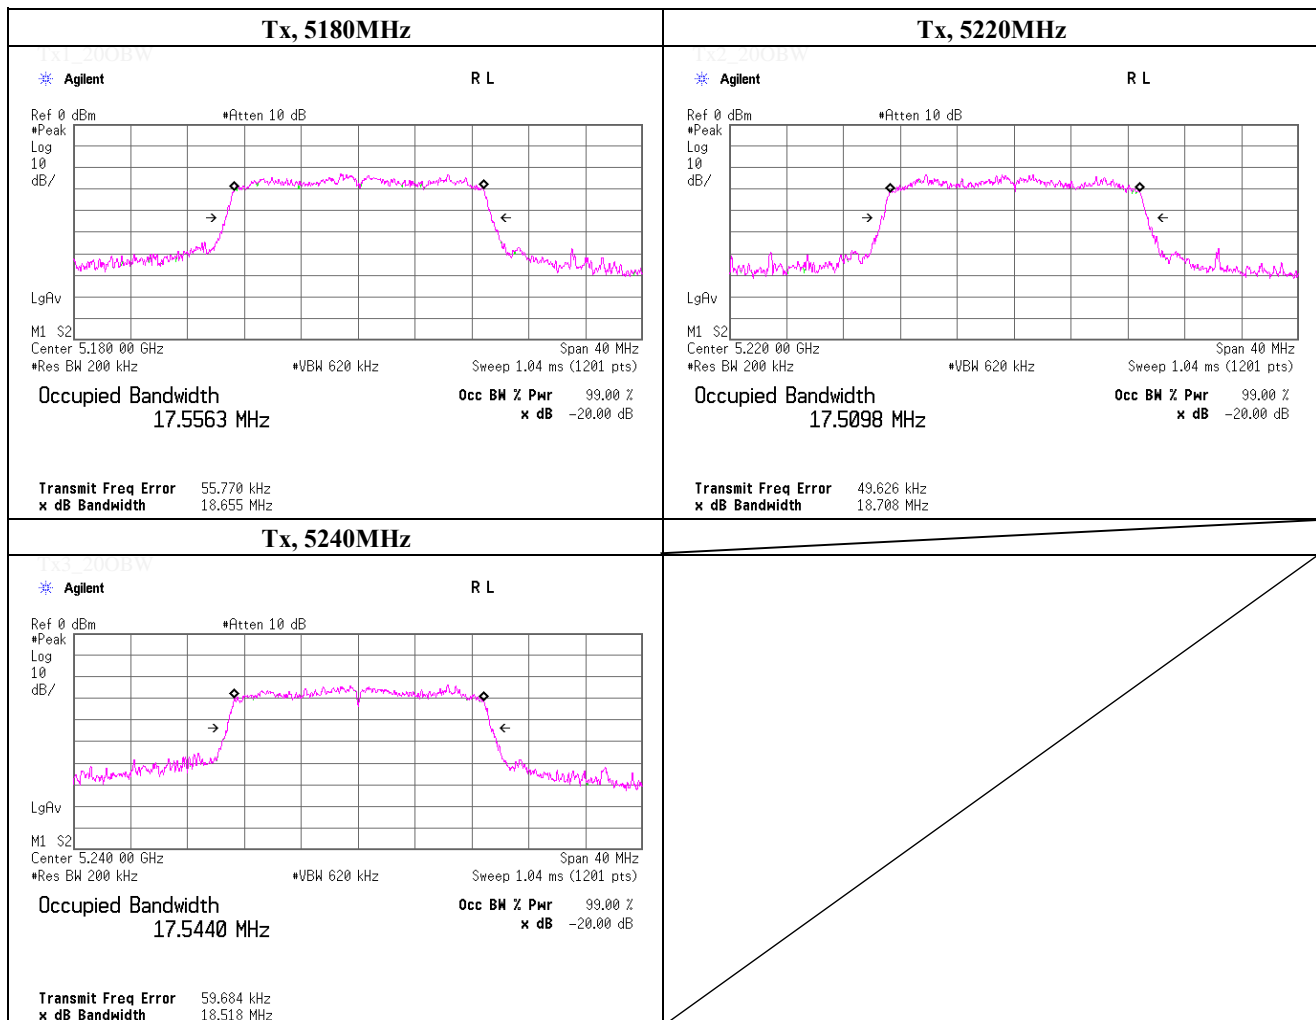 Tx, 5180MHz
Tx1_20OBW
Agilent R L
Ref 0 dBm #Atten 10 dB
#Peak
Log
10
dB/
LgAv
M1 S2
Center 5.180 00 GHz Span 40 MHz
#Res BW 200 kHz #VBW 620 kHz Sweep 1.04 ms (1201 pts)
Occupied Bandwidth Occ BW % Pwr 99.00 %
17.5563 MHz x dB -20.00 dB
Transmit Freq Error 55.770 kHz
x dB Bandwidth 18.655 MHz
Tx, 5220MHz
Tx2_20OBW
Agilent R L
Ref 0 dBm #Atten 10 dB
#Peak
Log
10
dB/
LgAv
M1 S2
Center 5.220 00 GHz Span 40 MHz
#Res BW 200 kHz #VBW 620 kHz Sweep 1.04 ms (1201 pts)
Occupied Bandwidth Occ BW % Pwr 99.00 %
17.5098 MHz x dB -20.00 dB
Transmit Freq Error 49.626 kHz
x dB Bandwidth 18.708 MHz
Tx, 5240MHz
Tx3_20OBW
Agilent R L
Ref 0 dBm #Atten 10 dB
#Peak
Log
10
dB/
LgAv
M1 S2
Center 5.240 00 GHz Span 40 MHz
#Res BW 200 kHz #VBW 620 kHz Sweep 1.04 ms (1201 pts)
Occupied Bandwidth Occ BW % Pwr 99.00 %
17.5440 MHz x dB -20.00 dB
Transmit Freq Error 59.684 kHz
x dB Bandwidth 18.518 MHz